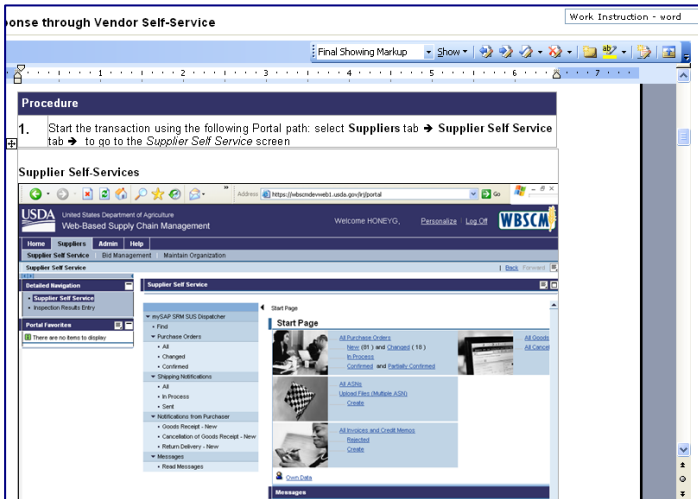 onse through Vendor Self-Service
Work Instruction - word
Final Showing Markup Show
1 2 3 4 5 6 7
Procedure
1. Start the transaction using the following Portal path: select Suppliers tab → Supplier Self Service
tab → to go to the Supplier Self Service screen
Supplier Self-Services
Address https://wbscmdevweb1.usda.gov/irj/portal Go
USDA United States Department of Agriculture
Web-Based Supply Chain Management
Welcome HONEYG, Personalize Log Off WBSCM
Home Suppliers Admin Help
Supplier Self Service Bid Management Maintain Organization
Supplier Self Service Back Forward
Detailed Navigation
Supplier Self Service
Inspection Results Entry
Portal Favorites
There are no items to display
Supplier Self Service
mySAP SRM SUS Dispatcher
Find
Purchase Orders
All
Changed
Confirmed
Shipping Notifications
All
In Process
Sent
Notifications from Purchaser
Goods Receipt - New
Cancellation of Goods Receipt - New
Return Delivery - New
Messages
Read Messages
Start Page
Start Page
All Purchase Orders
New (81) and Changed (18)
In Process
Confirmed and Partially Confirmed
All Goods
All Cancel
All ASNs
Upload Files (Multiple ASN)
Create
All Invoices and Credit Memos
Rejected
Create
Own Data
Messages